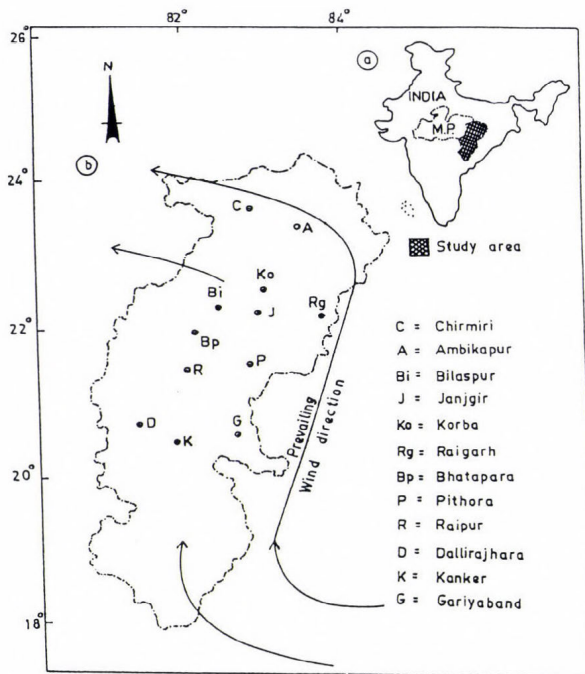 82° 84°
26°
24°
22°
20°
18°
N
a
INDIA
M.P.
Study area
b
C
A
Ko
Bi
J
Rg
Bp
R
P
D
K
G
Prevailing
Wind direction
C = Chirmiri
A = Ambikapur
Bi = Bilaspur
J = Janjgir
Ko = Korba
Rg = Raigarh
Bp = Bhatapara
P = Pithora
R = Raipur
D = Dallirajhara
K = Kanker
G = Gariyaband